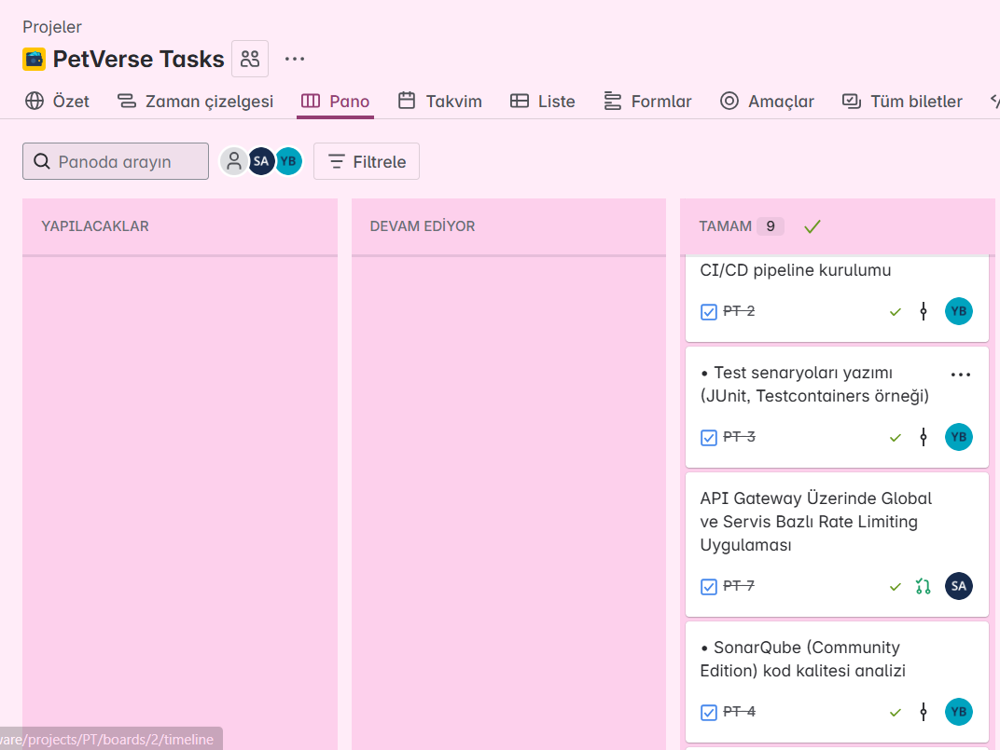 Projeler
PetVerse Tasks
Özet
Zaman çizelgesi
Pano
Takvim
Liste
Formlar
Amaçlar
Tüm biletler
Panoda arayın
SA
YB
Filtrele
YAPILACAKLAR
DEVAM EDİYOR
TAMAM 9
CI/CD pipeline kurulumu
PT-2
YB
• Test senaryoları yazımı
(JUnit, Testcontainers örneği)
PT-3
YB
API Gateway Üzerinde Global
ve Servis Bazlı Rate Limiting
Uygulaması
PT-7
SA
• SonarQube (Community
Edition) kod kalitesi analizi
PT-4
YB
ware/projects/PT/boards/2/timeline